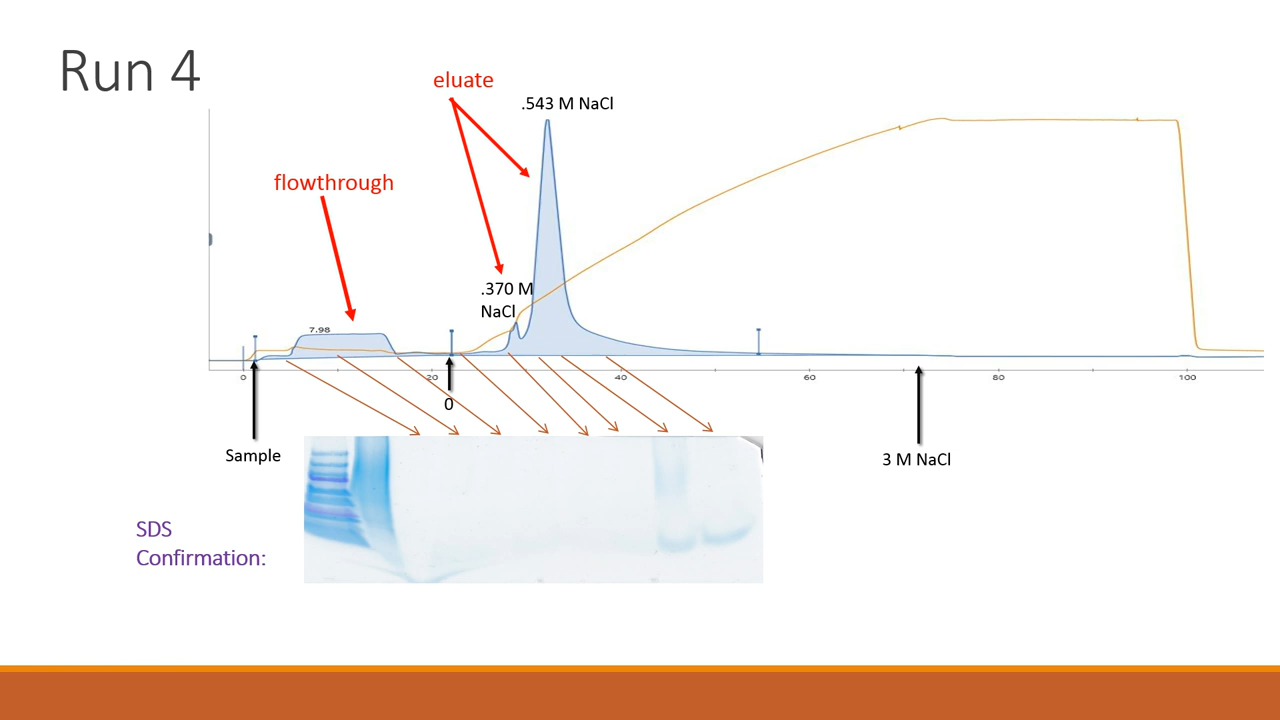 Run 4
eluate
.543 M NaCl
flowthrough
.370 M
NaCl
7.98
0
20
40
60
80
100
0
Sample
3 M NaCl
SDS
Confirmation: